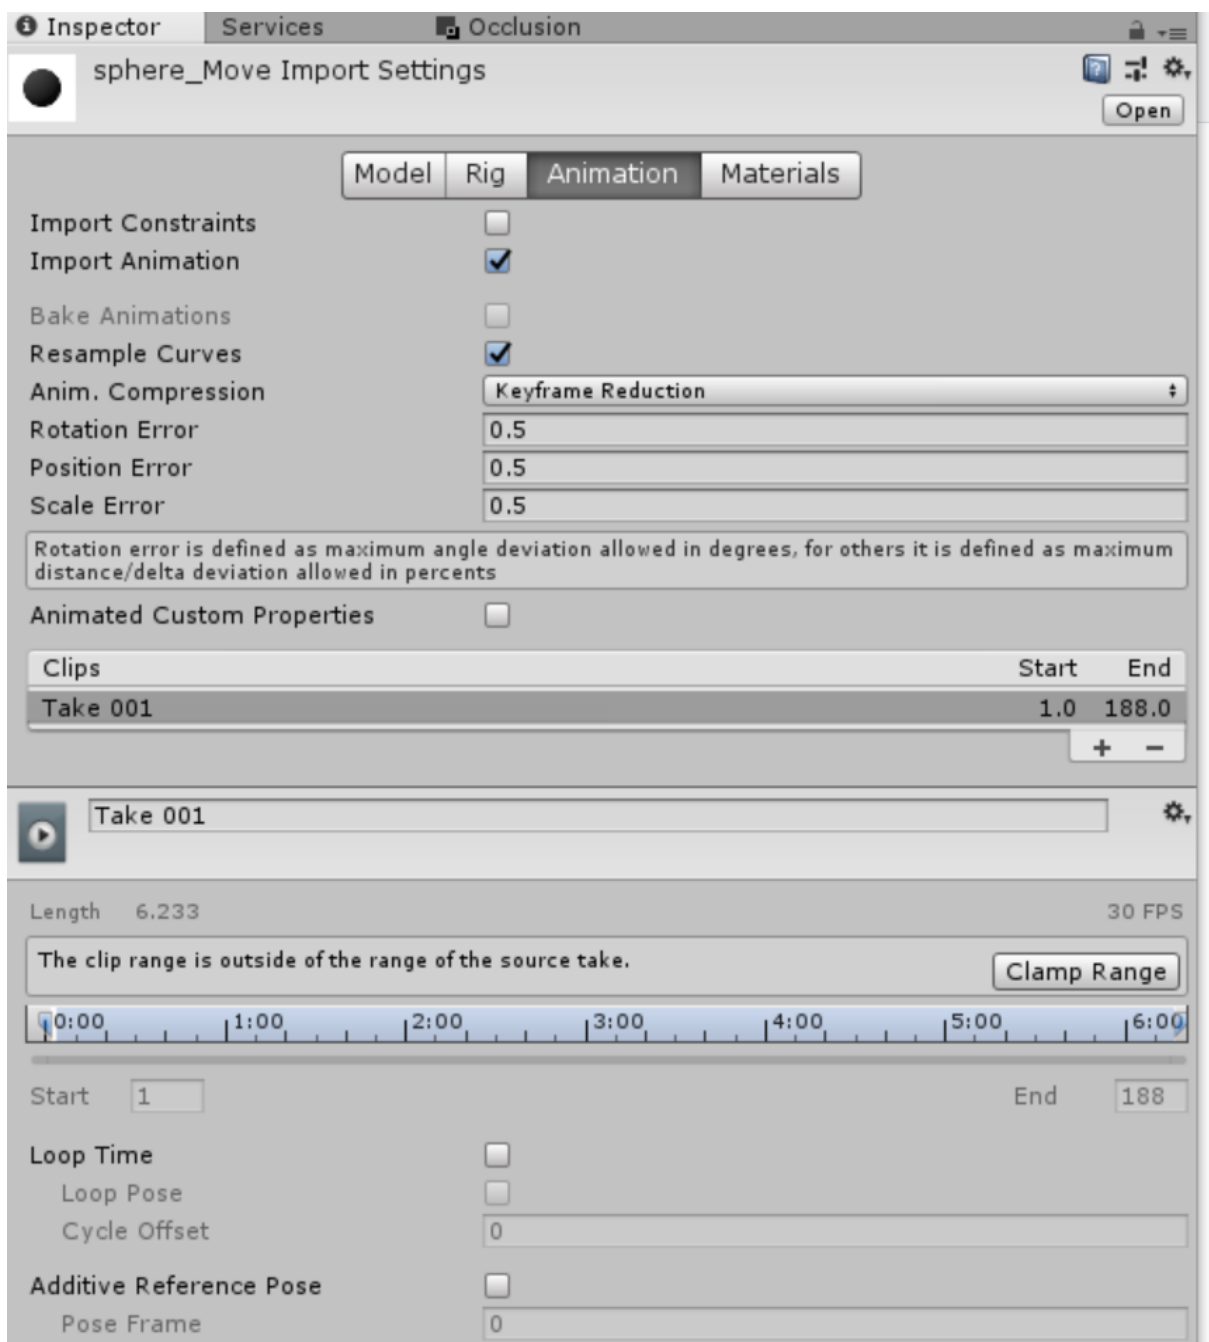 Inspector Services Occlusion
sphere_Move Import Settings
Open
Model Rig Animation Materials
Import Constraints
Import Animation
Bake Animations
Resample Curves
Anim. Compression Keyframe Reduction
Rotation Error 0.5
Position Error 0.5
Scale Error 0.5
Rotation error is defined as maximum angle deviation allowed in degrees, for others it is defined as maximum
distance/delta deviation allowed in percents
Animated Custom Properties
Clips Start End
Take 001 1.0 188.0
+ −
Take 001
Length 6.233 30 FPS
The clip range is outside of the range of the source take.
Clamp Range
0:00 1:00 2:00 3:00 4:00 5:00 6:00
Start 1 End 188
Loop Time
Loop Pose
Cycle Offset 0
Additive Reference Pose
Pose Frame 0